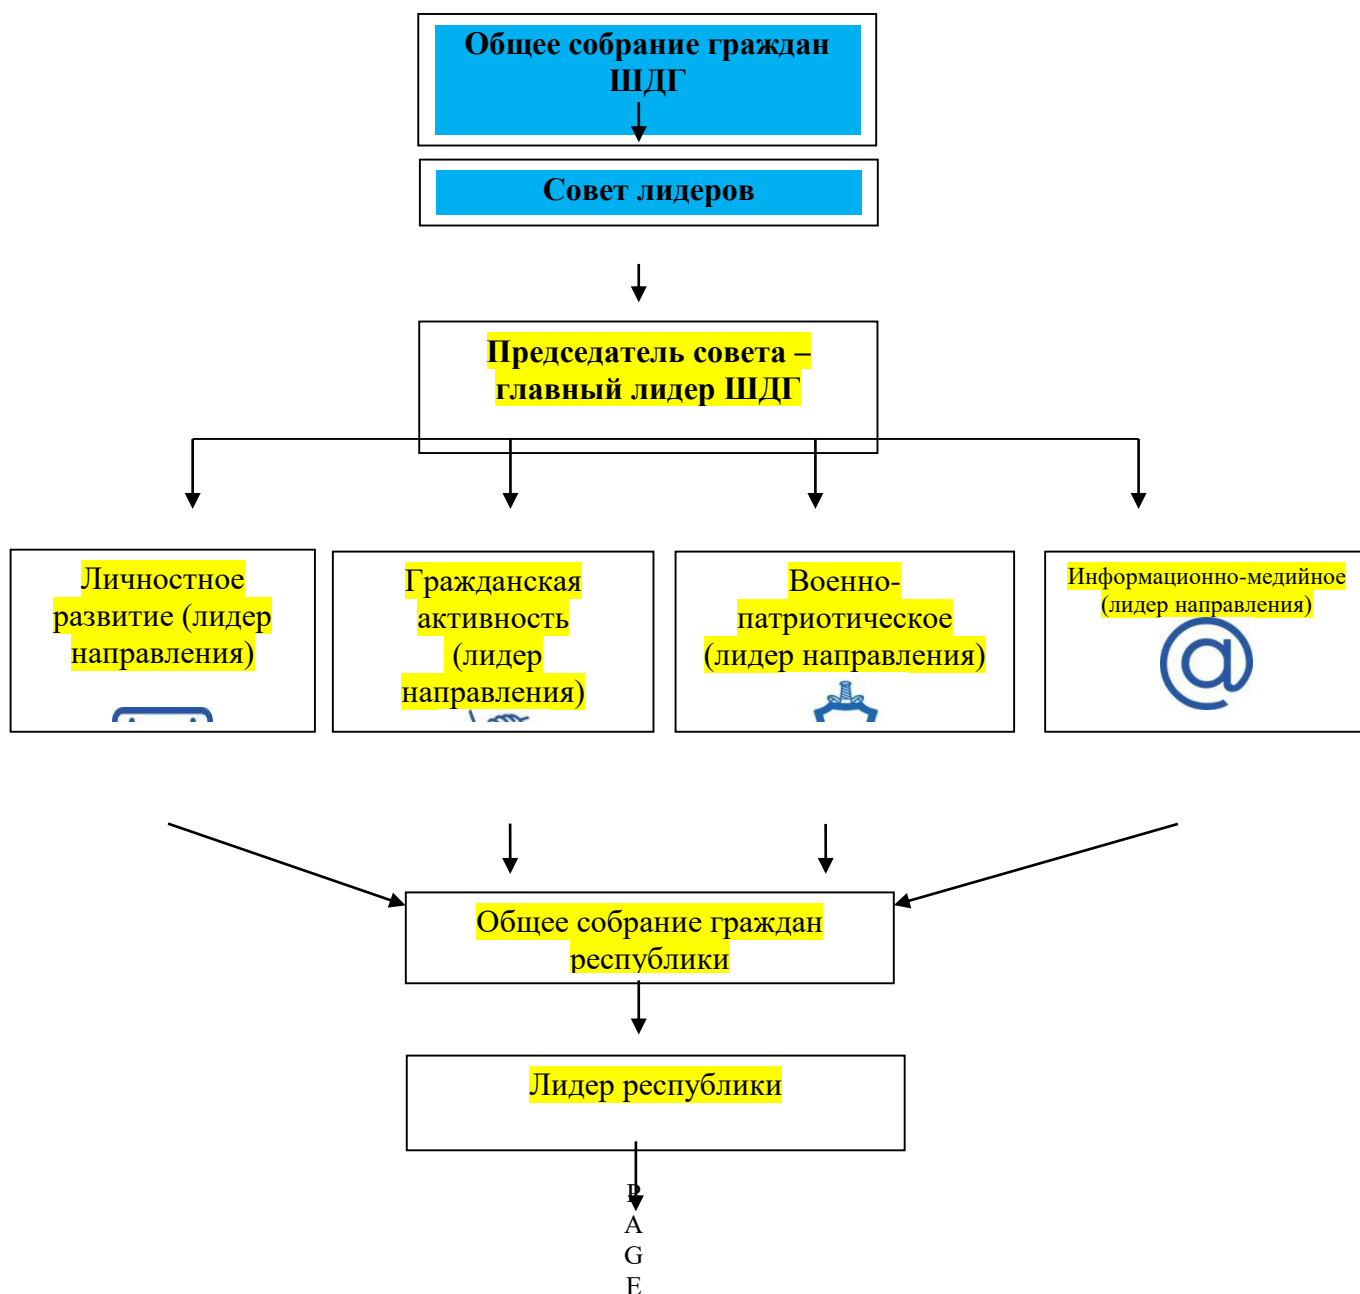 Общее собрание граждан
ШДГ
Совет лидеров
Председатель совета –
главный лидер ШДГ
Личностное
развитие (лидер
направления)
Гражданская
активность
(лидер
направления)
Военно-
патриотическое
(лидер направления)
Информационно-медийное
(лидер направления)
@
Общее собрание граждан
республики
Лидер республики
P
A
G
E